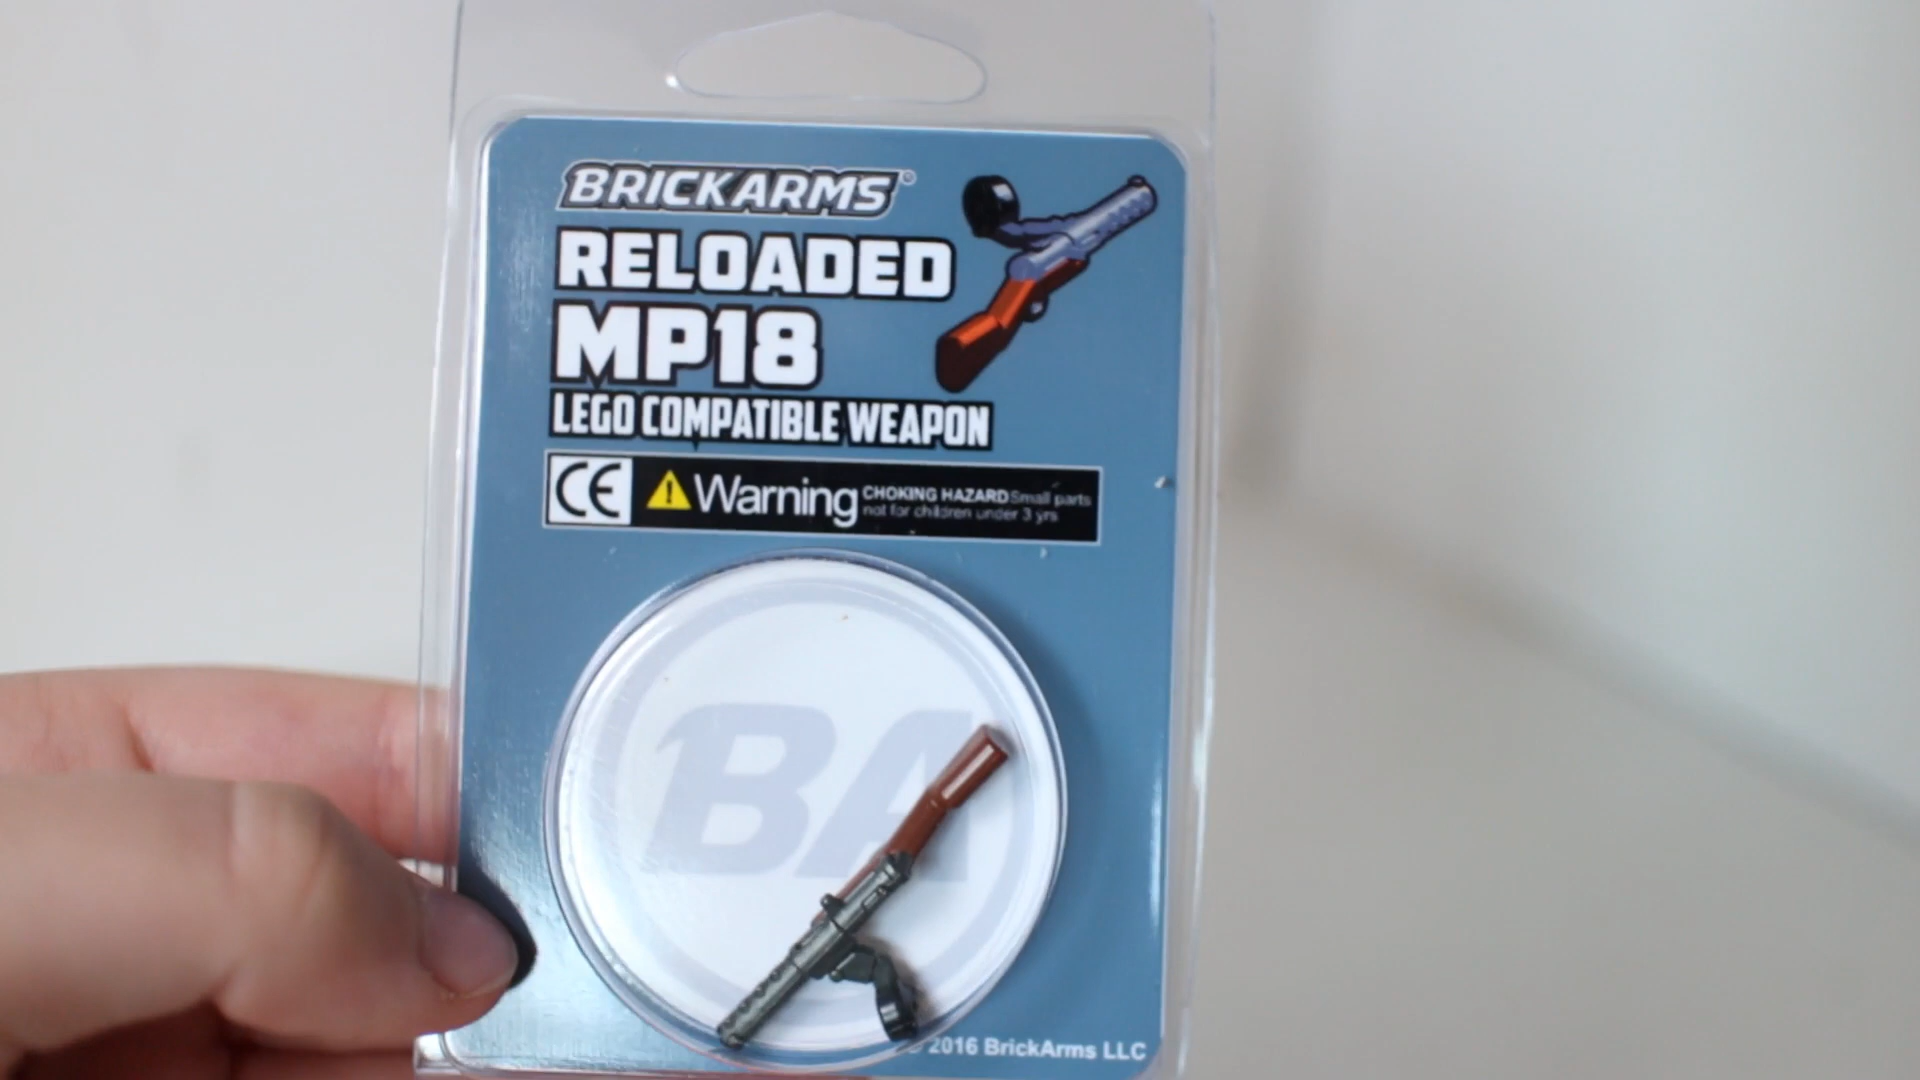 BRICKARMS®
RELOADED
MP18
LEGO COMPATIBLE WEAPON
CE Warning CHOKING HAZARD Small parts
not for children under 3 yrs
BA
© 2016 BrickArms LLC